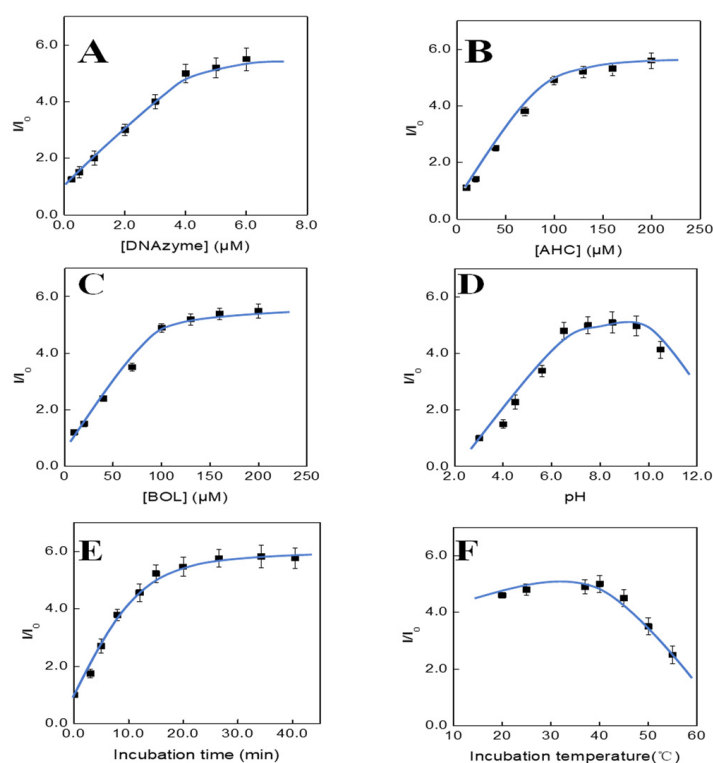 A
6.0
4.0
2.0
0.0
I/I0
0.0 2.0 4.0 6.0 8.0
[DNAzyme] (μM)
B
6.0
4.0
2.0
0.0
I/I0
0 50 100 150 200 250
[AHC] (μM)
C
6.0
4.0
2.0
0.0
I/I0
0 50 100 150 200 250
[BOL] (μM)
D
6.0
4.0
2.0
0.0
I/I0
2.0 4.0 6.0 8.0 10.0 12.0
pH
E
6.0
4.0
2.0
0.0
I/I0
0.0 10.0 20.0 30.0 40.0
Incubation time (min)
F
6.0
4.0
2.0
0.0
I/I0
10 20 30 40 50 60
Incubation temperature(℃)